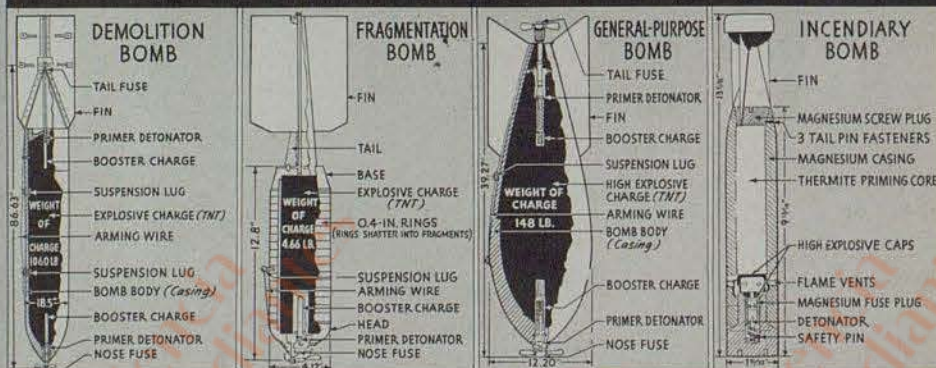 DEMOLITION
BOMB
TAIL FUSE
FIN
PRIMER DETONATOR
BOOSTER CHARGE
SUSPENSION LUG
EXPLOSIVE CHARGE (TNT)
ARMING WIRE
SUSPENSION LUG
BOMB BODY (Casing)
BOOSTER CHARGE
PRIMER DETONATOR
NOSE FUSE
86.63"
WEIGHT
OF
CHARGE
1060 LB
18.5"
FRAGMENTATION
BOMB
FIN
TAIL
BASE
EXPLOSIVE CHARGE
(TNT)
0.4-IN. RINGS
(RINGS SHATTER INTO FRAGMENTS)
SUSPENSION LUG
ARMING WIRE
BOOSTER CHARGE
HEAD
PRIMER DETONATOR
NOSE FUSE
12.8"
WEIGHT
OF
CHARGE
4.66 LB.
GENERAL-PURPOSE
BOMB
TAIL FUSE
PRIMER DETONATOR
FIN
BOOSTER CHARGE
SUSPENSION LUG
HIGH EXPLOSIVE
CHARGE (TNT)
ARMING WIRE
BOMB BODY
(Casing)
BOOSTER CHARGE
PRIMER DETONATOR
NOSE FUSE
39.27"
WEIGHT OF
CHARGE
148 LB.
12.20
INCENDIARY
BOMB
FIN
MAGNESIUM SCREW PLUG
3 TAIL PIN FASTENERS
MAGNESIUM CASING
THERMITE PRIMING CORE
HIGH EXPLOSIVE CAPS
FLAME VENTS
MAGNESIUM FUSE PLUG
DETONATOR
SAFETY PIN